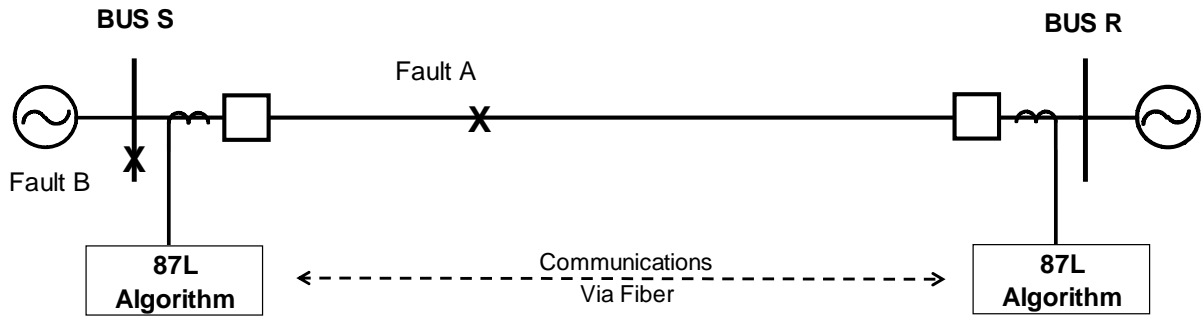 BUS S
BUS R
Fault A
X
X
Fault B
87L
Algorithm
Communications
Via Fiber
87L
Algorithm